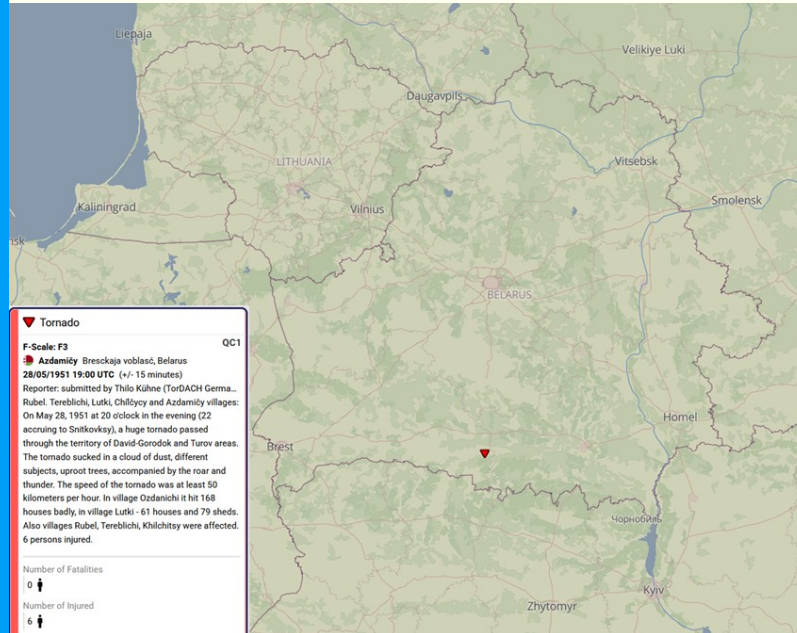 Liepaja
Velikiye Luki
Daugavpils
LITHUANIA
Vitsebsk
Smolensk
Kaliningrad
Vilnius
nsk
BELARUS
Tornado
F-Scale: F3
QC1
Azdamičy Bresckaja voblasć, Belarus
28/05/1951 19:00 UTC (+/- 15 minutes)
Reporter: submitted by Thilo Kühne (TorDACH Germa...
Rubel. Tereblichi, Lutki, Chiĺčycy and Azdamičy villages:
On May 28, 1951 at 20 o'clock in the evening (22
accruing to Snitkovksy), a huge tornado passed
through the territory of David-Gorodok and Turov areas.
The tornado sucked in a cloud of dust, different
subjects, uproot trees, accompanied by the roar and
thunder. The speed of the tornado was at least 50
kilometers per hour. In village Ozdanichi it hit 168
houses badly, in village Lutki - 61 houses and 79 sheds.
Also villages Rubel, Tereblichi, Khilchitsy were affected.
6 persons injured.
Number of Fatalities
0
Number of Injured
6
Homel
Brest
Чорнобиль
Kyiv
Zhytomyr